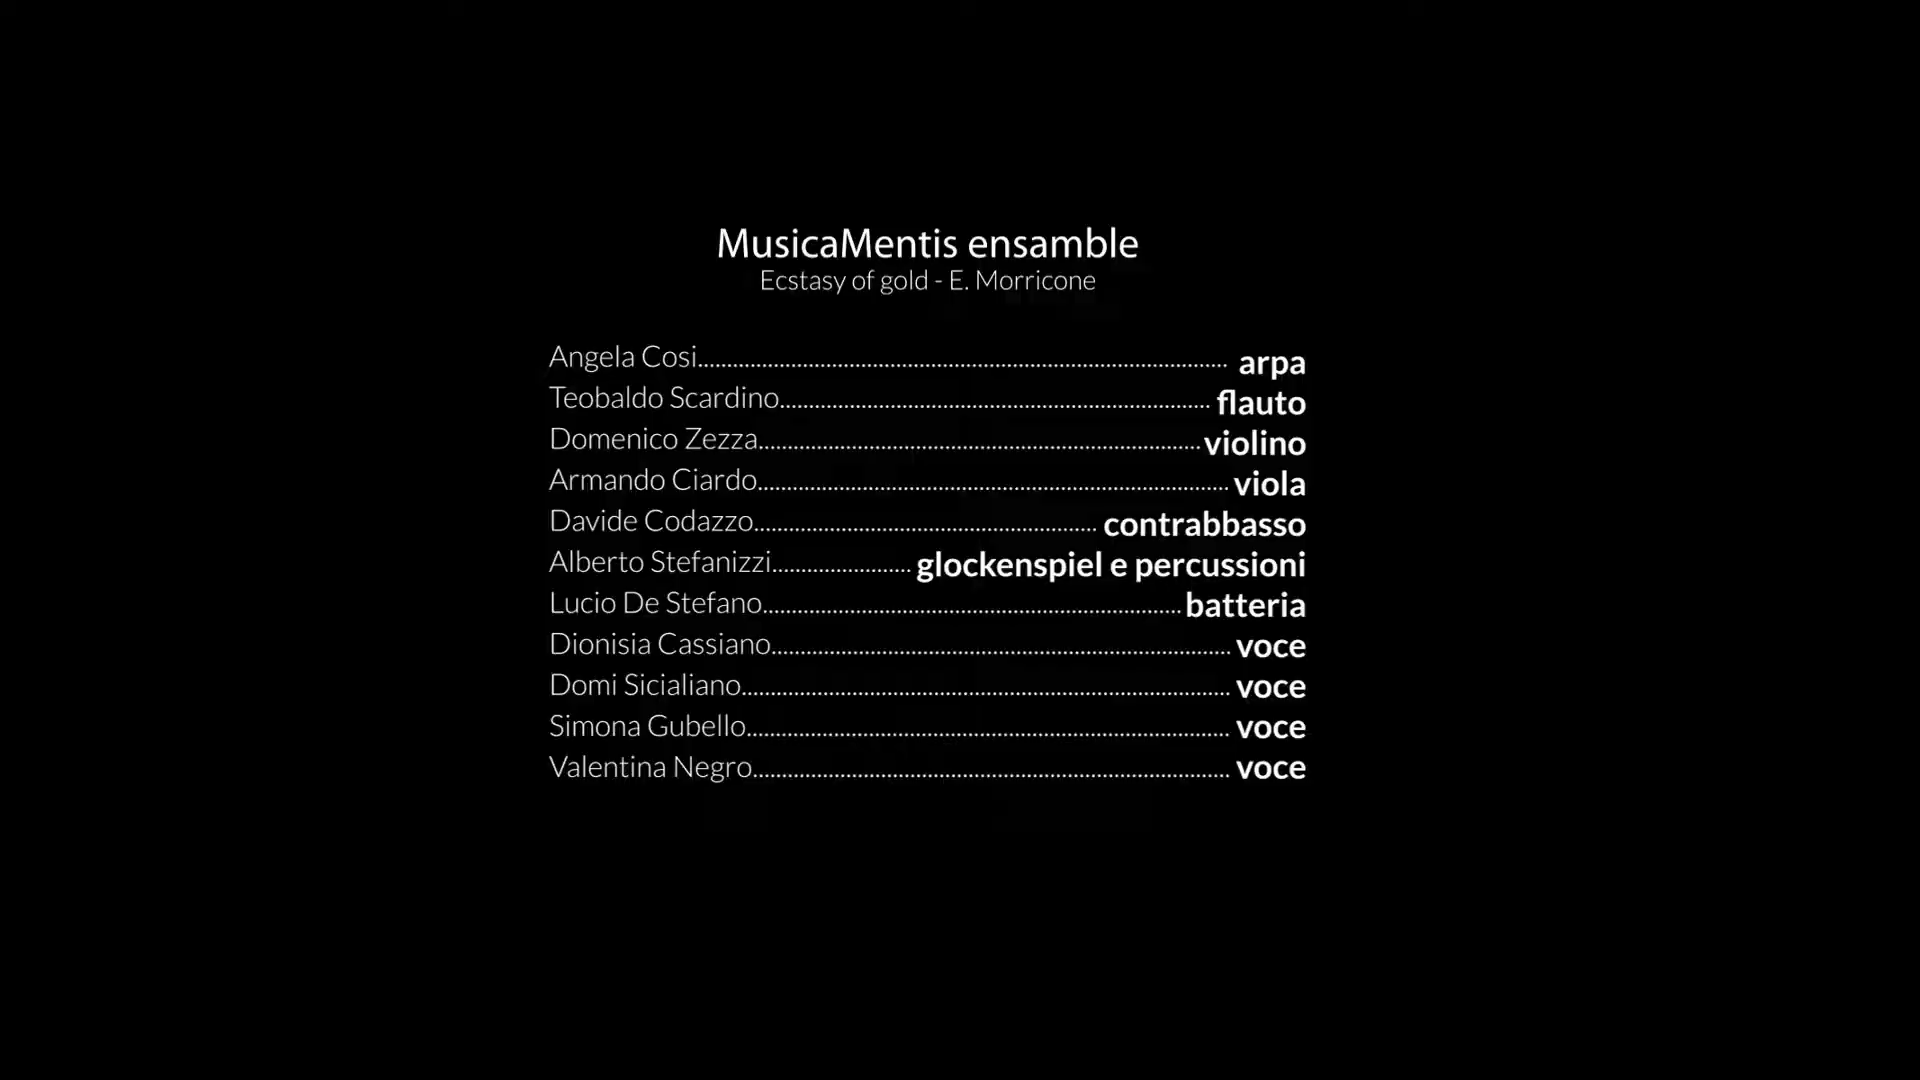 MusicaMentis ensamble
Ecstasy of gold - E. Morricone
Angela Cosi.......................................................................................... arpa
Teobaldo Scardino......................................................................... flauto
Domenico Zezza...........................................................................violino
Armando Ciardo................................................................................ viola
Davide Codazzo.......................................................... contrabbasso
Alberto Stefanizzi........................ glockenspiel e percussioni
Lucio De Stefano....................................................................... batteria
Dionisia Cassiano.............................................................................. voce
Domi Sicialiano................................................................................... voce
Simona Gubello.................................................................................. voce
Valentina Negro................................................................................. voce